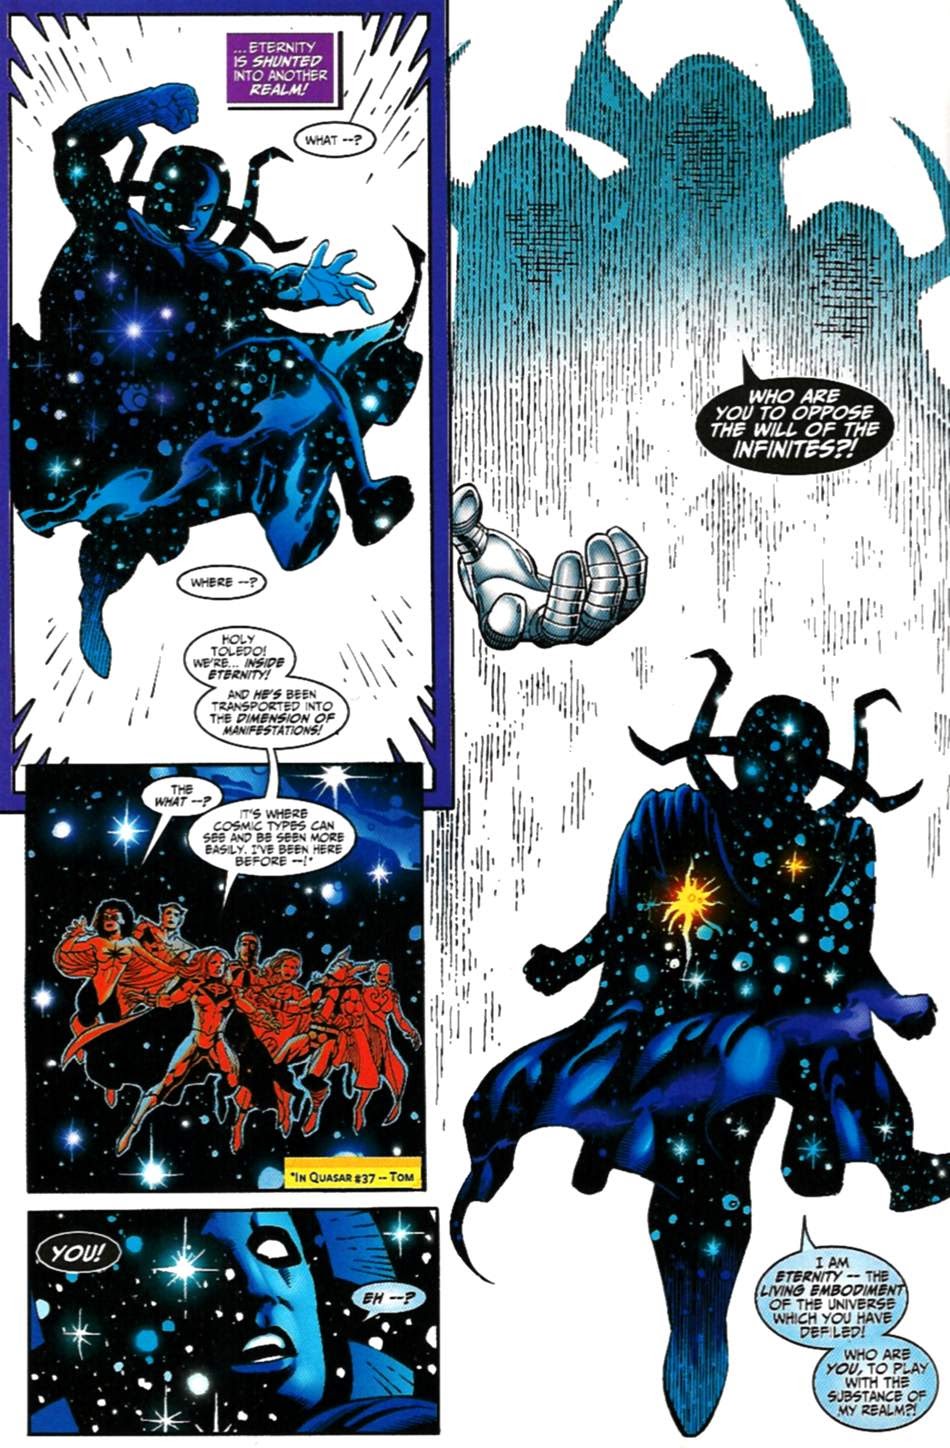 ...ETERNITY
IS SHUNTED
INTO ANOTHER
REALM!
WHAT --?
WHERE --?
HOLY
TOLEDO!
WE'RE... INSIDE
ETERNITY!
AND HE'S BEEN
TRANSPORTED INTO
THE DIMENSION OF
MANIFESTATIONS!
THE
WHAT --?
IT'S WHERE
COSMIC TYPES CAN
SEE AND BE SEEN MORE
EASILY. I'VE BEEN HERE
BEFORE --!*
*IN QUASAR #37 -- TOM
YOU!
EH --?
WHO ARE
YOU TO OPPOSE
THE WILL OF THE
INFINITES?!
I AM
ETERNITY -- THE
LIVING EMBODIMENT
OF THE UNIVERSE
WHICH YOU HAVE
DEFILED!
WHO ARE
YOU, TO PLAY
WITH THE
SUBSTANCE OF
MY REALM?!